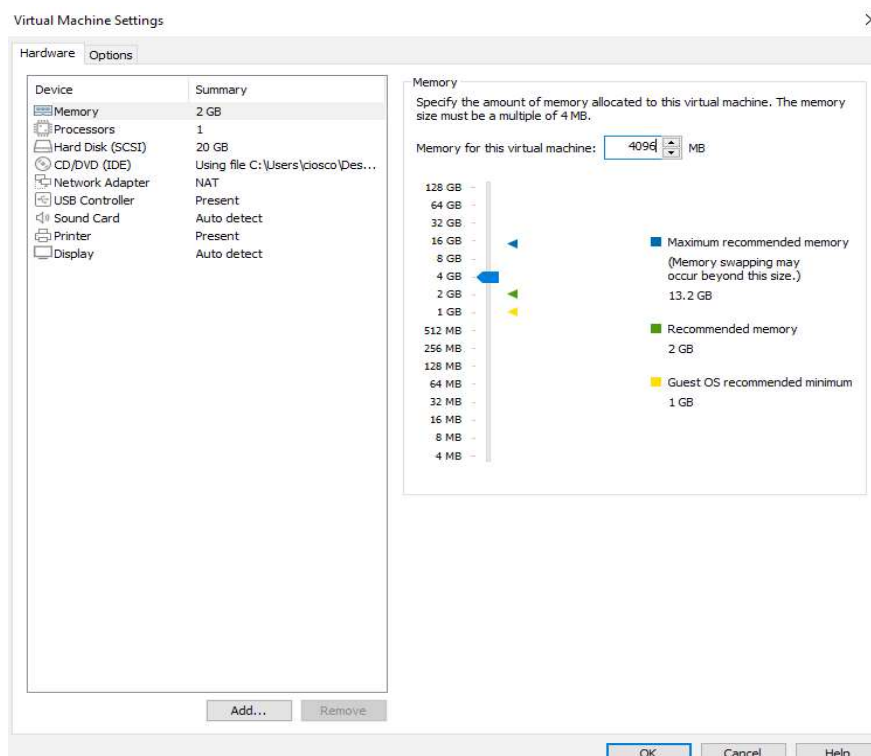 Virtual Machine Settings
Hardware Options
Device Summary
Memory 2 GB
Processors 1
Hard Disk (SCSI) 20 GB
CD/DVD (IDE) Using file C:\Users\ciosco\Des...
Network Adapter NAT
USB Controller Present
Sound Card Auto detect
Printer Present
Display Auto detect
Add... Remove
Memory
Specify the amount of memory allocated to this virtual machine. The memory
size must be a multiple of 4 MB.
Memory for this virtual machine: 4096 MB
128 GB
64 GB
32 GB
16 GB
8 GB
4 GB
2 GB
1 GB
512 MB
256 MB
128 MB
64 MB
32 MB
16 MB
8 MB
4 MB
Maximum recommended memory
(Memory swapping may
occur beyond this size.)
13.2 GB
Recommended memory
2 GB
Guest OS recommended minimum
1 GB
OK Cancel Help